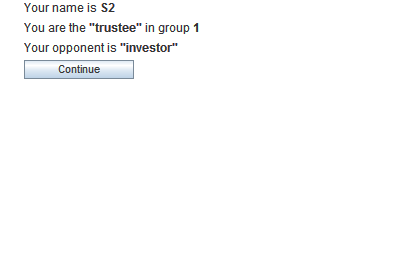 Your name is S2
You are the "trustee" in group 1
Your opponent is "investor"
Continue